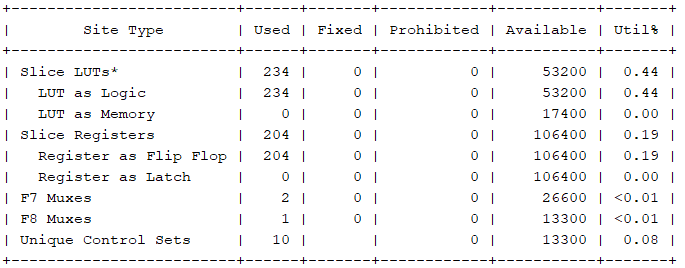 +-------------------------+------+-------+------------+-----------+-------+
|        Site Type        | Used | Fixed | Prohibited | Available | Util% |
+-------------------------+------+-------+------------+-----------+-------+
| Slice LUTs*             |  234 |     0 |          0 |     53200 |  0.44 |
|   LUT as Logic          |  234 |     0 |          0 |     53200 |  0.44 |
|   LUT as Memory         |    0 |     0 |          0 |     17400 |  0.00 |
| Slice Registers         |  204 |     0 |          0 |    106400 |  0.19 |
|   Register as Flip Flop |  204 |     0 |          0 |    106400 |  0.19 |
|   Register as Latch     |    0 |     0 |          0 |    106400 |  0.00 |
| F7 Muxes                |    2 |     0 |          0 |     26600 | <0.01 |
| F8 Muxes                |    1 |     0 |          0 |     13300 | <0.01 |
| Unique Control Sets     |   10 |       |          0 |     13300 |  0.08 |
+-------------------------+------+-------+------------+-----------+-------+